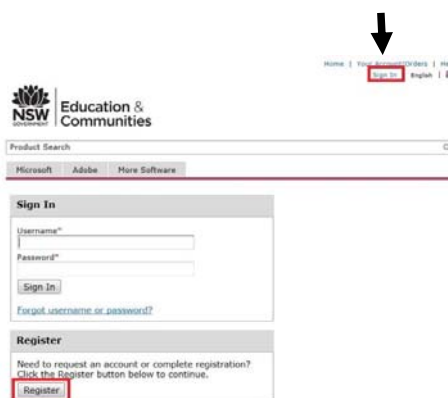 Home | Your Account/Orders | He
Sign In English |
NSW
GOVERNMENT
Education &
Communities
Product Search
Microsoft Adobe More Software
Sign In
Username*
Password*
Sign In
Forgot username or password?
Register
Need to request an account or complete registration?
Click the Register button below to continue.
Register